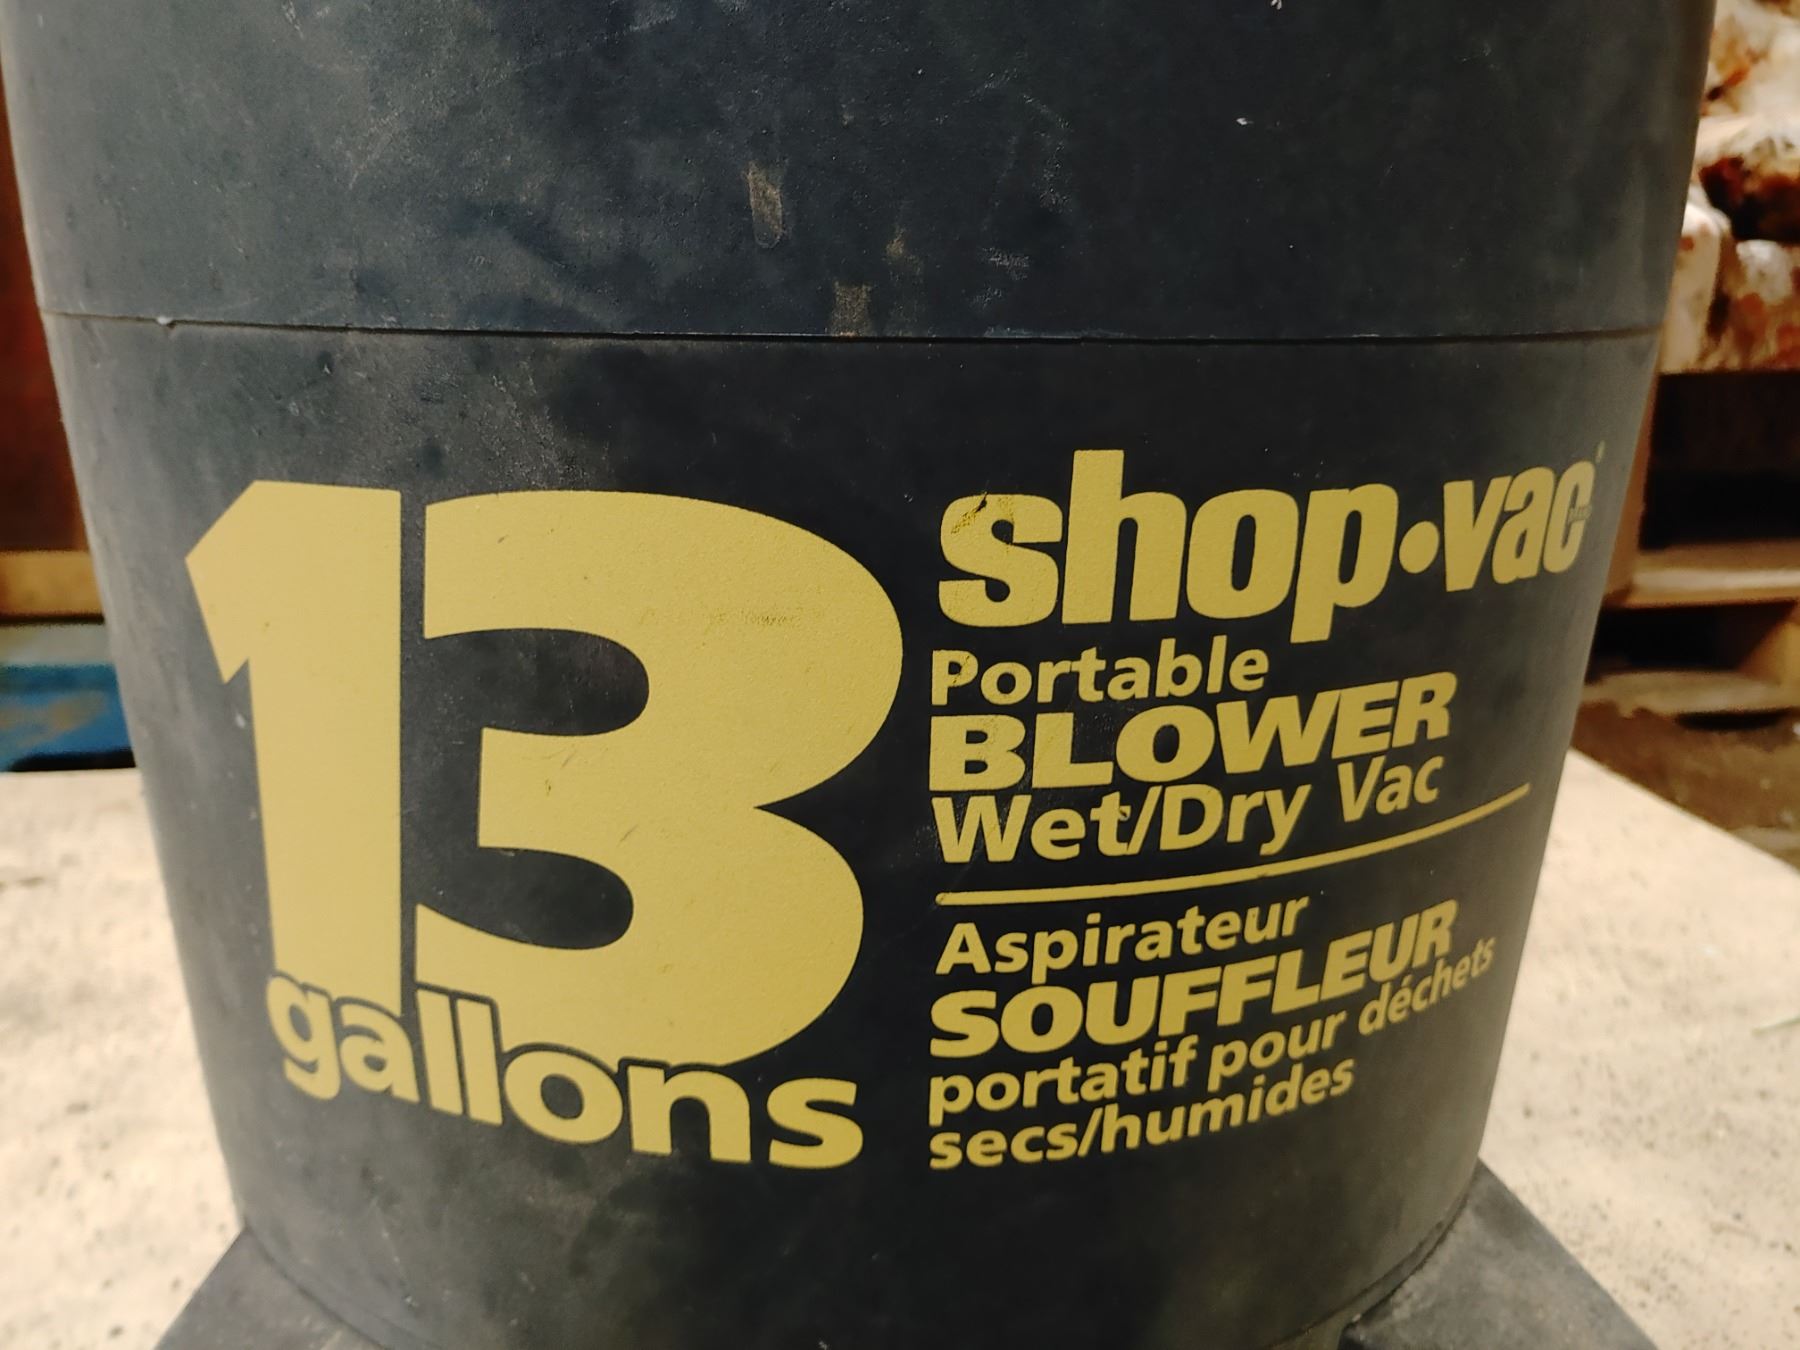 13
gallons
shop·vac
Portable
BLOWER
Wet/Dry Vac
Aspirateur
SOUFFLEUR
portatif pour déchets
secs/humides